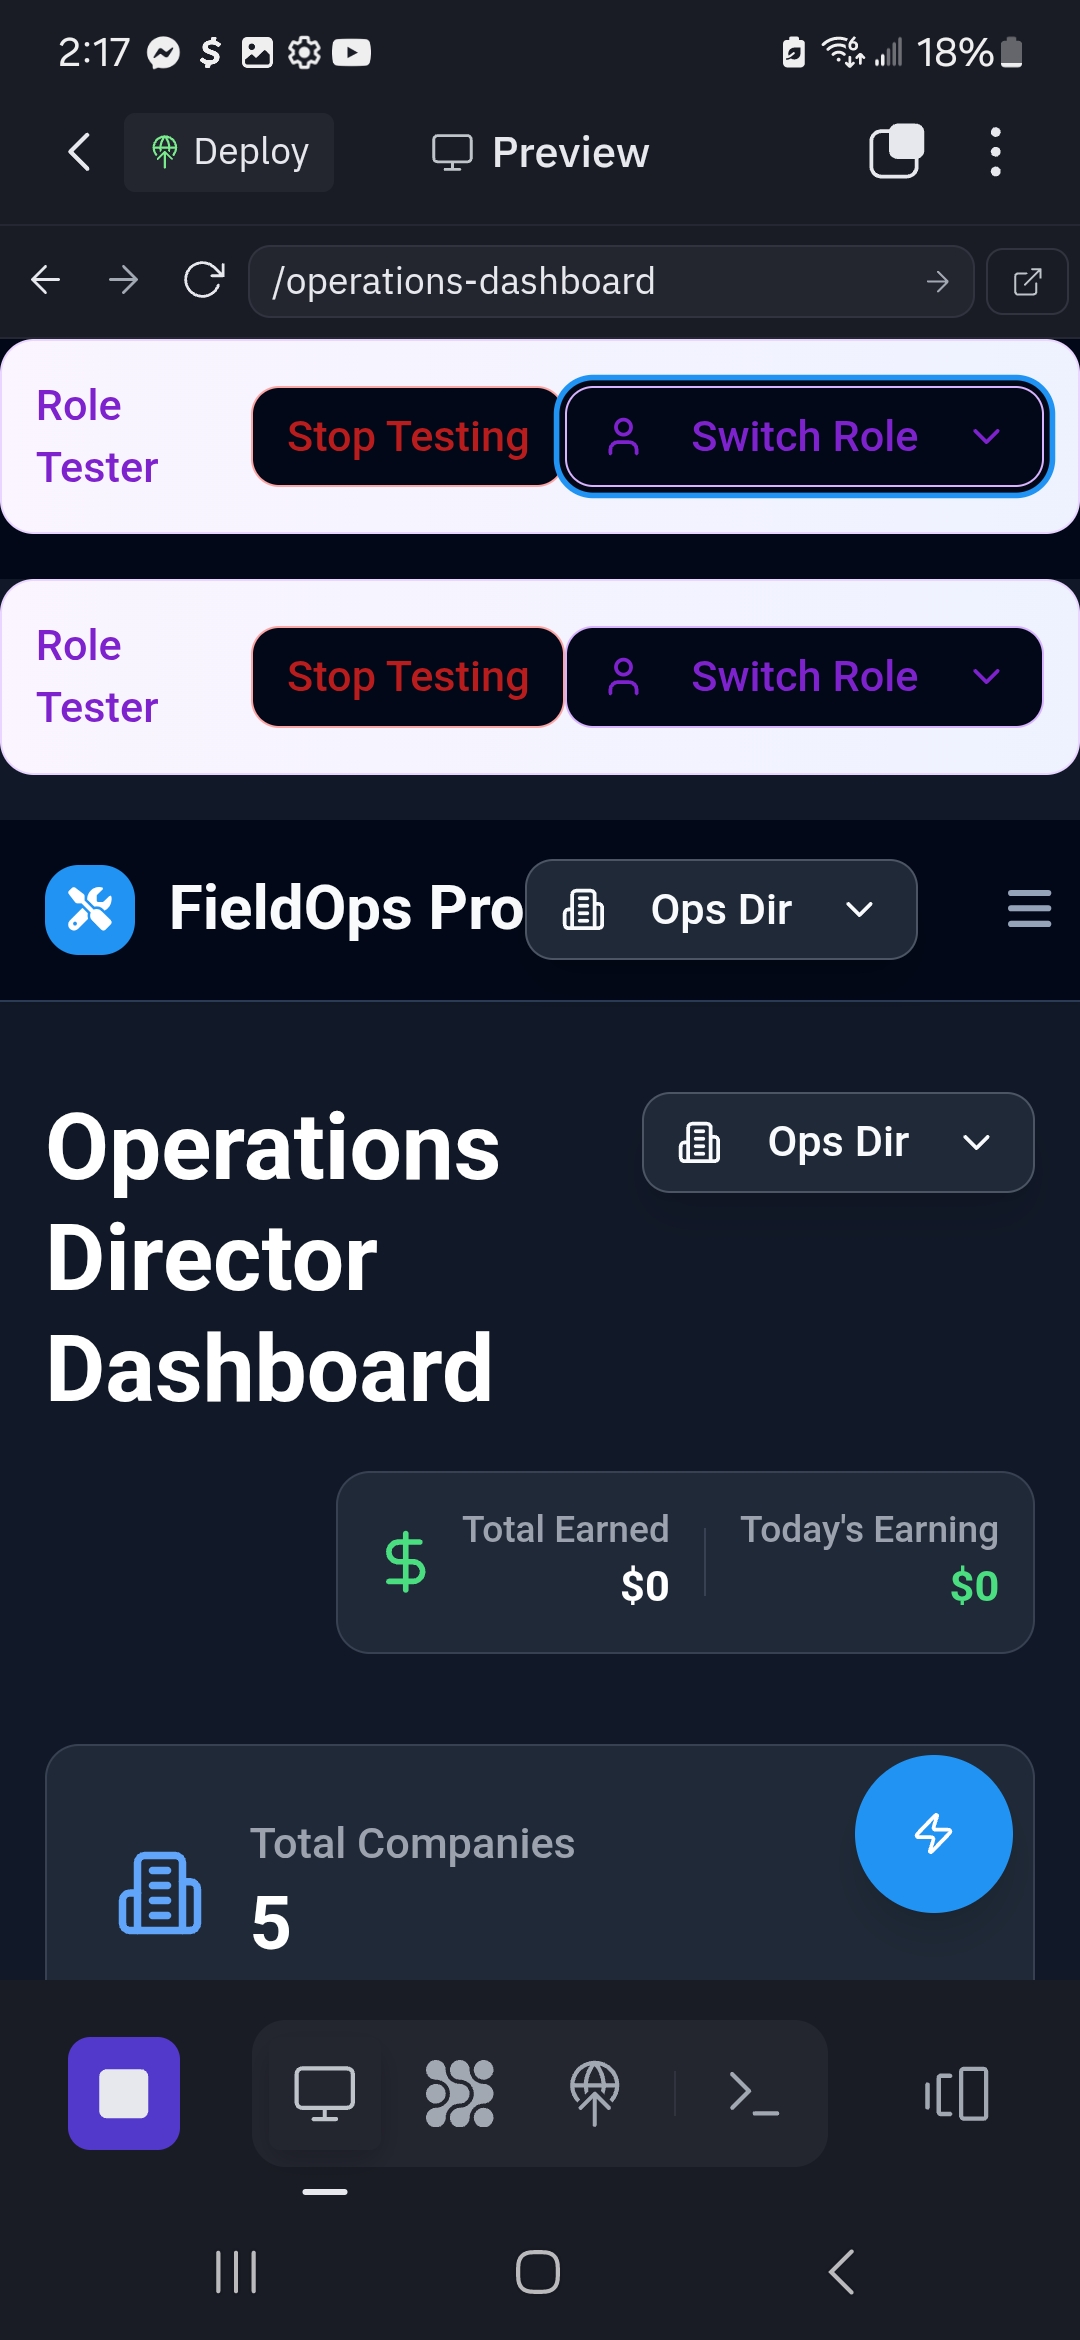 2:17
18%
Deploy
Preview
/operations-dashboard
Role
Tester
Stop Testing
Switch Role
Role
Tester
Stop Testing
Switch Role
FieldOps Pro
Ops Dir
Operations
Director
Dashboard
Ops Dir
Total Earned
$0
Today's Earning
$0
Total Companies
5